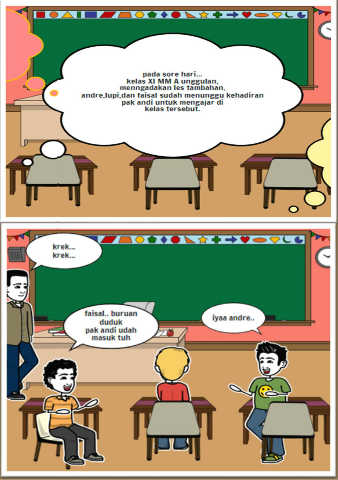 pada sore hari...
kelas XI MM A unggulan,
menngadakan les tambahan,
andre,lupi,dan faisal sudah menunggu kehadiran
pak andi untuk mengajar di
kelas tersebut.
krek...
krek...
faisal.. buruan
duduk
pak andi udah
masuk tuh
iyaa andre..